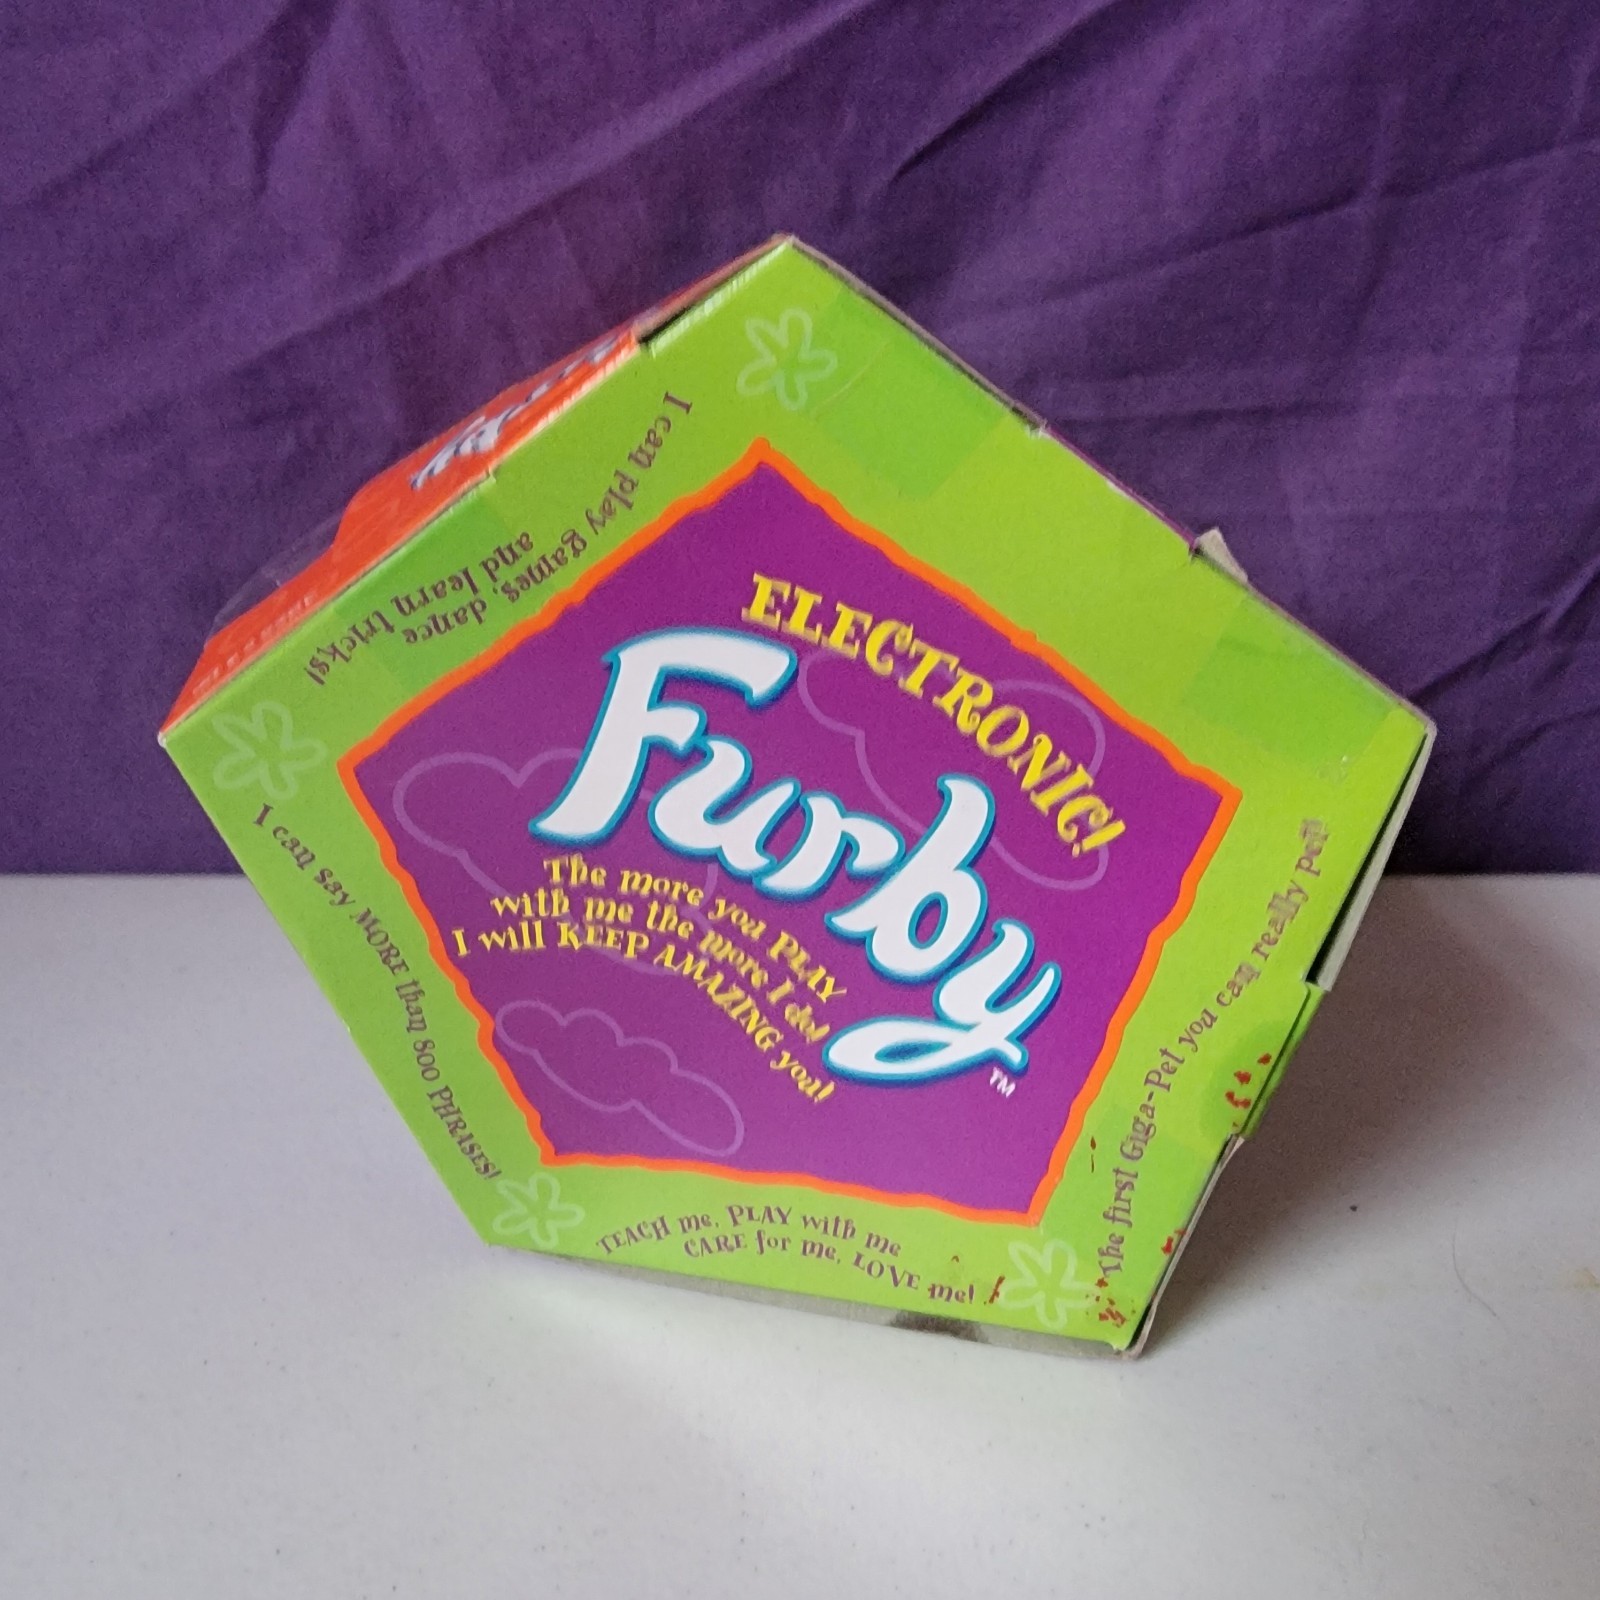 ELECTRONIC!
Furby
TM
The more you PLAY
with me the more I do!
I will KEEP AMAZING you!
I can play games, dance
and learn tricks!
I can say MORE than 800 PHRASES!
TEACH me, PLAY with me
CARE for me, LOVE me!
The first Giga-Pet you can really pet!
Furby